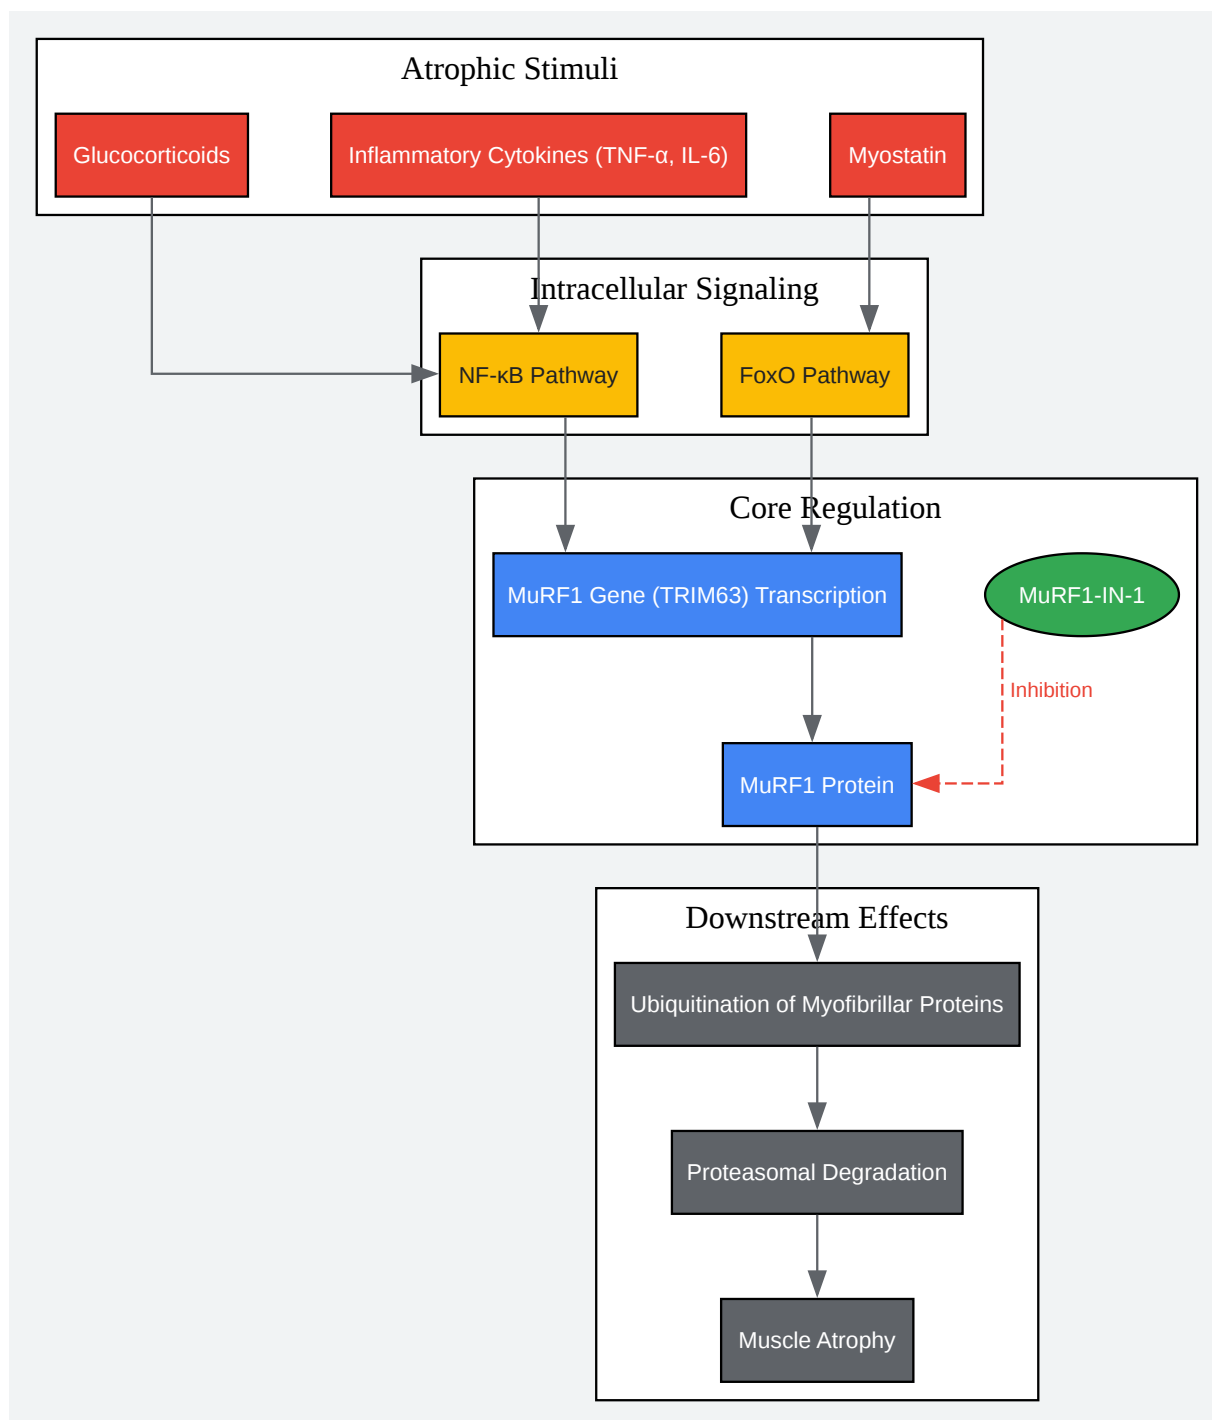 Atrophic Stimuli
Glucocorticoids
Inflammatory Cytokines (TNF-α, IL-6)
Myostatin
Intracellular Signaling
NF-κB Pathway
FoxO Pathway
Core Regulation
MuRF1 Gene (TRIM63) Transcription
MuRF1-IN-1
Inhibition
MuRF1 Protein
Downstream Effects
Ubiquitination of Myofibrillar Proteins
Proteasomal Degradation
Muscle Atrophy